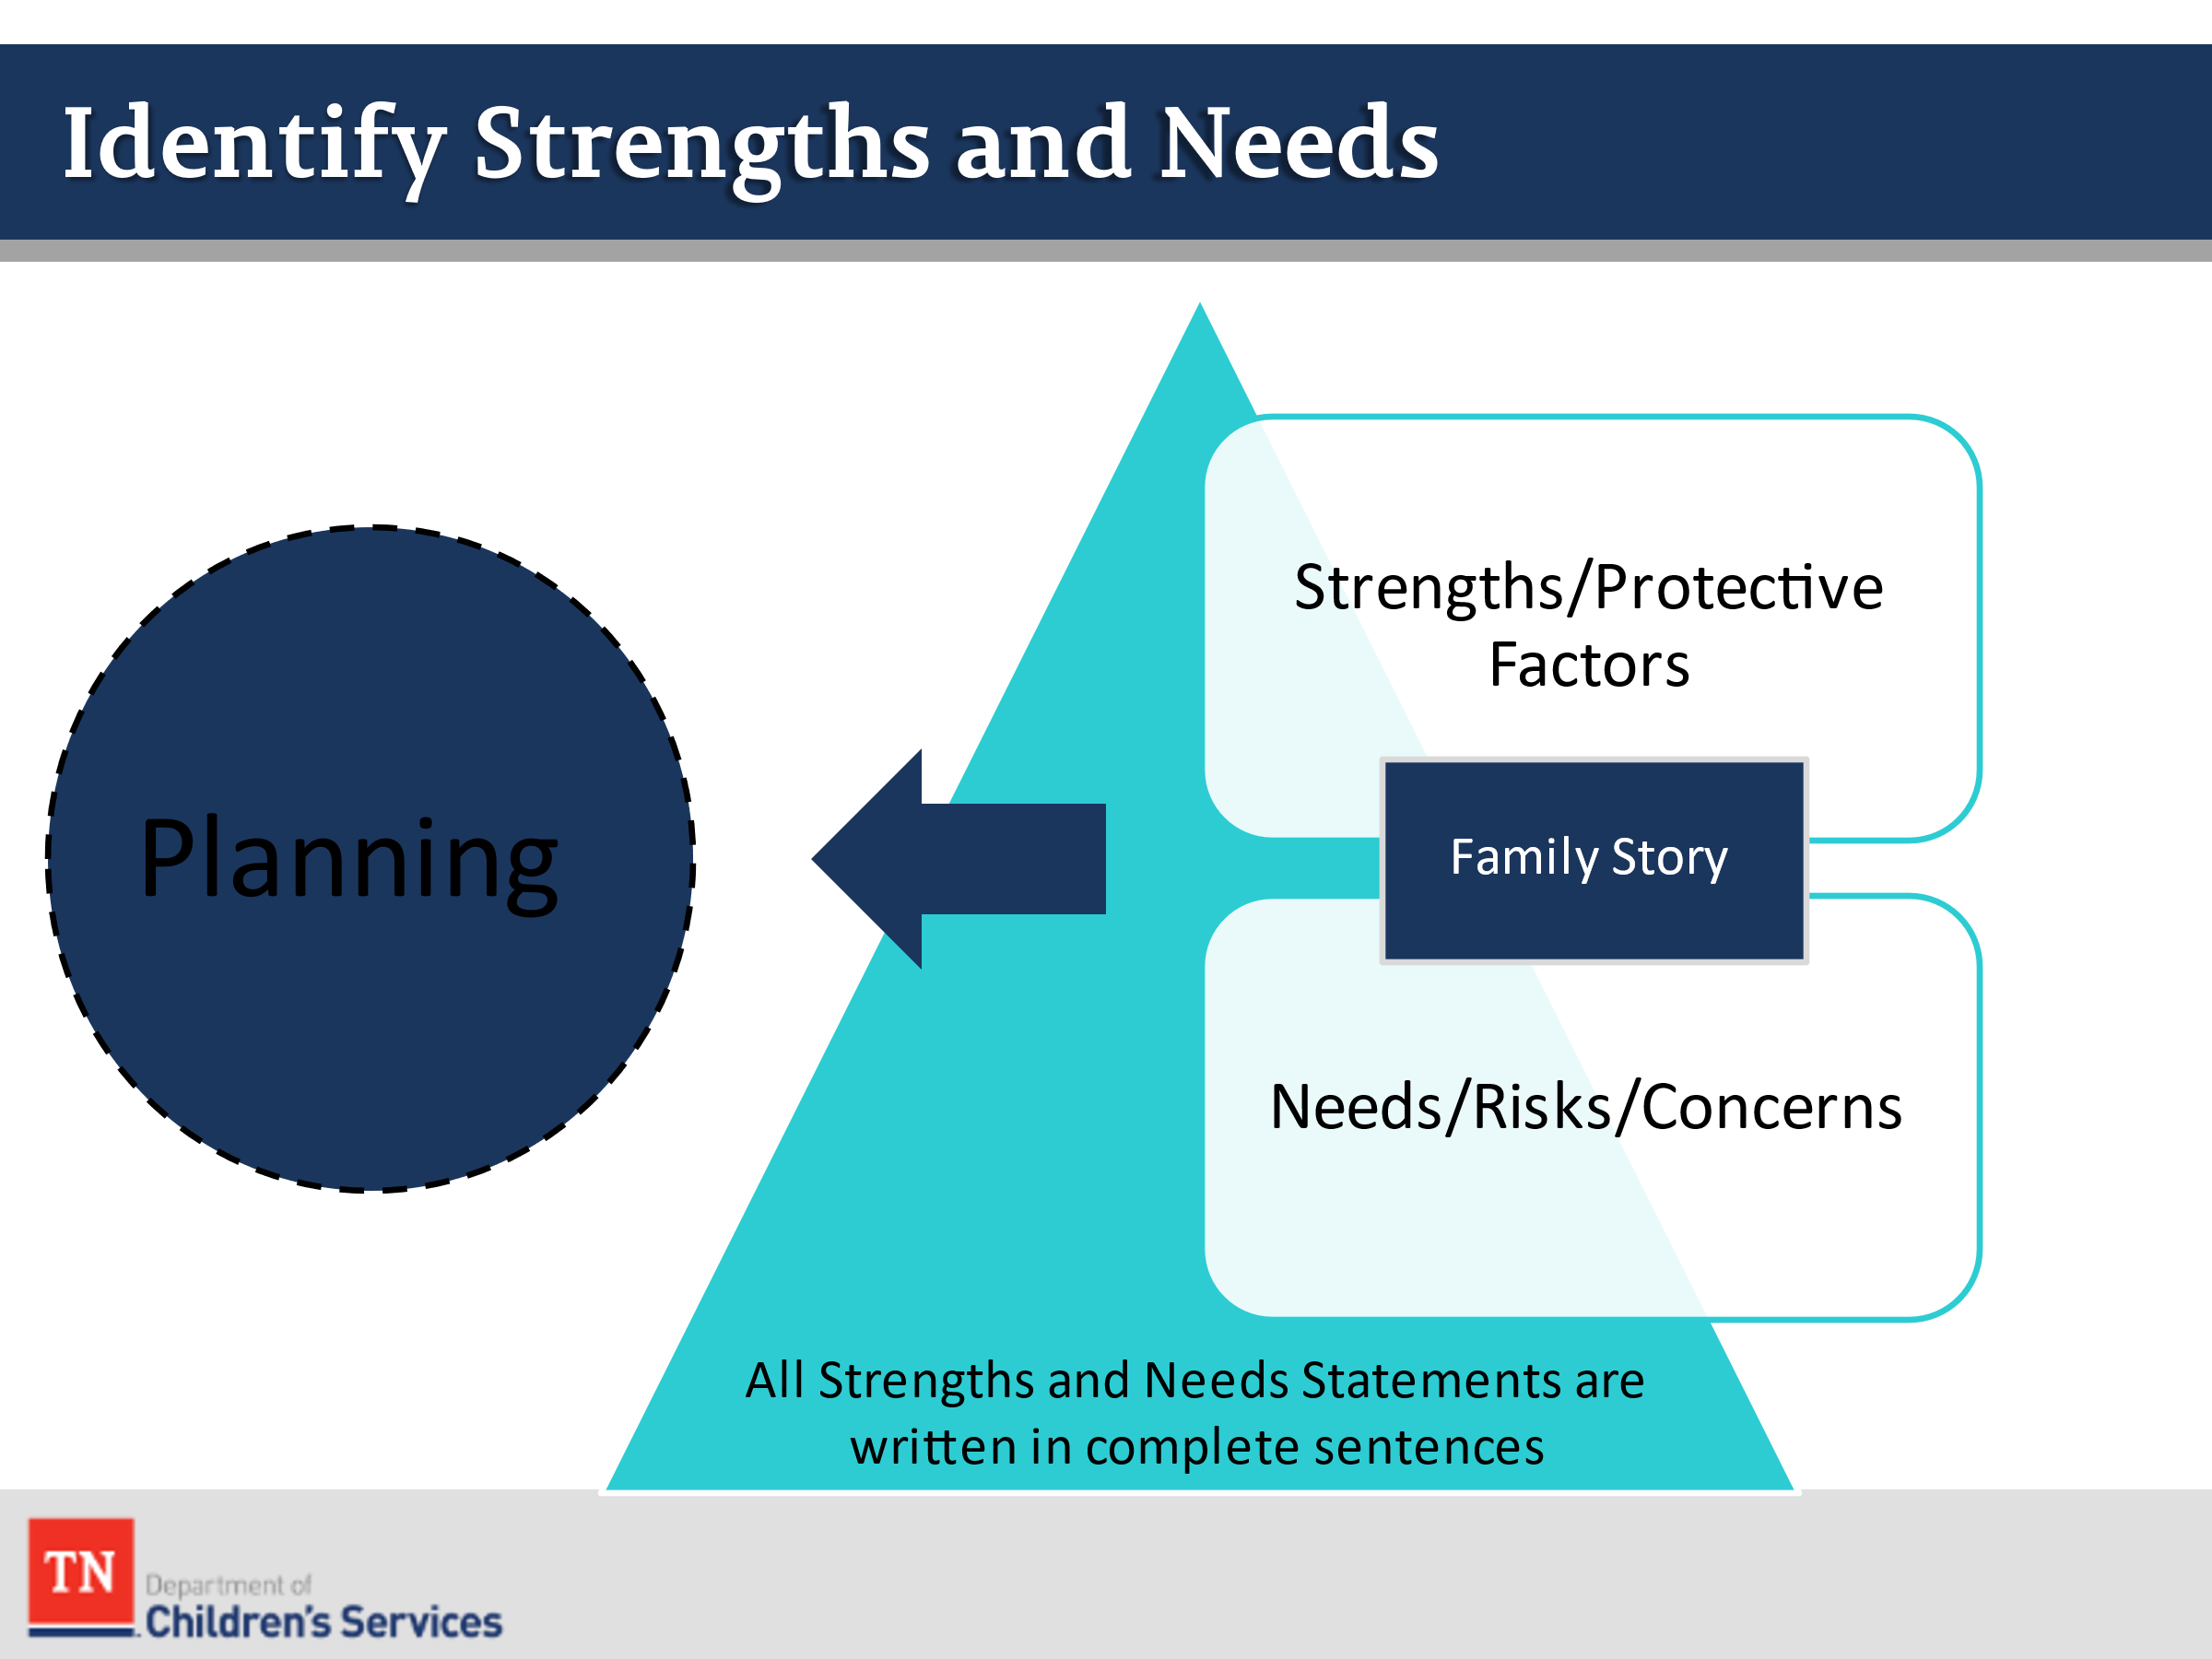 Identify Strengths and Needs
Strengths/Protective
Factors
Planning
Family Story
Needs/Risks/Concerns
All Strengths and Needs Statements are
written in complete sentences
TN
Department of
Children's Services